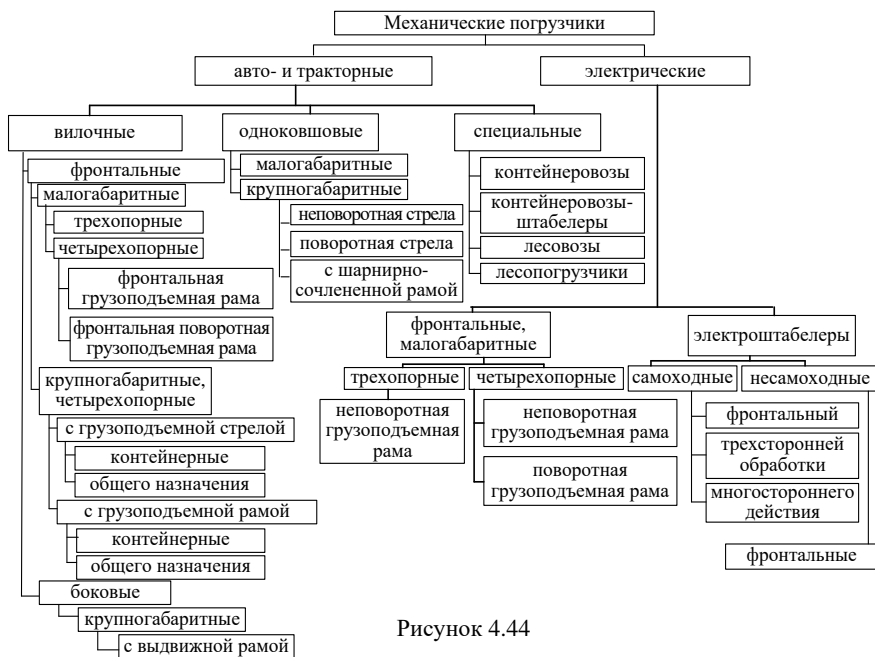 Механические погрузчики
авто- и тракторные
электрические
вилочные
одноковшовые
специальные
фронтальные
малогабаритные
трехопорные
четырехопорные
фронтальная
грузоподъемная рама
фронтальная поворотная
грузоподъемная рама
крупногабаритные,
четырехопорные
с грузоподъемной стрелой
контейнерные
общего назначения
с грузоподъемной рамой
контейнерные
общего назначения
боковые
крупногабаритные
с выдвижной рамой
малогабаритные
крупногабаритные
неповоротная стрела
поворотная стрела
с шарнирно-
сочлененной рамой
контейнеровозы
контейнеровозы-
штабелеры
лесовозы
лесопогрузчики
фронтальные,
малогабаритные
трехопорные
неповоротная
грузоподъемная
рама
четырехопорные
неповоротная
грузоподъемная рама
поворотная
грузоподъемная рама
электроштабелеры
самоходные
фронтальный
трехсторонней
обработки
многостороннего
действия
несамоходные
фронтальные
Рисунок 4.44